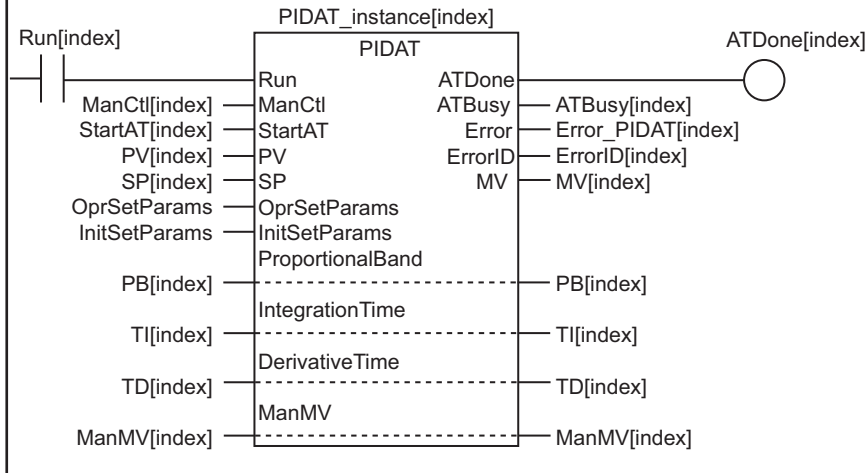 PIDAT_instance[index]
Run[index]
ATDone[index]
PIDAT
Run ATDone
ManCtl[index] ManCtl ATBusy ATBusy[index]
StartAT[index] StartAT Error Error_PIDAT[index]
PV[index] PV ErrorID ErrorID[index]
SP[index] SP MV MV[index]
OprSetParams OprSetParams
InitSetParams InitSetParams
ProportionalBand
PB[index] PB[index]
IntegrationTime
TI[index] TI[index]
DerivativeTime
TD[index] TD[index]
ManMV
ManMV[index] ManMV[index]